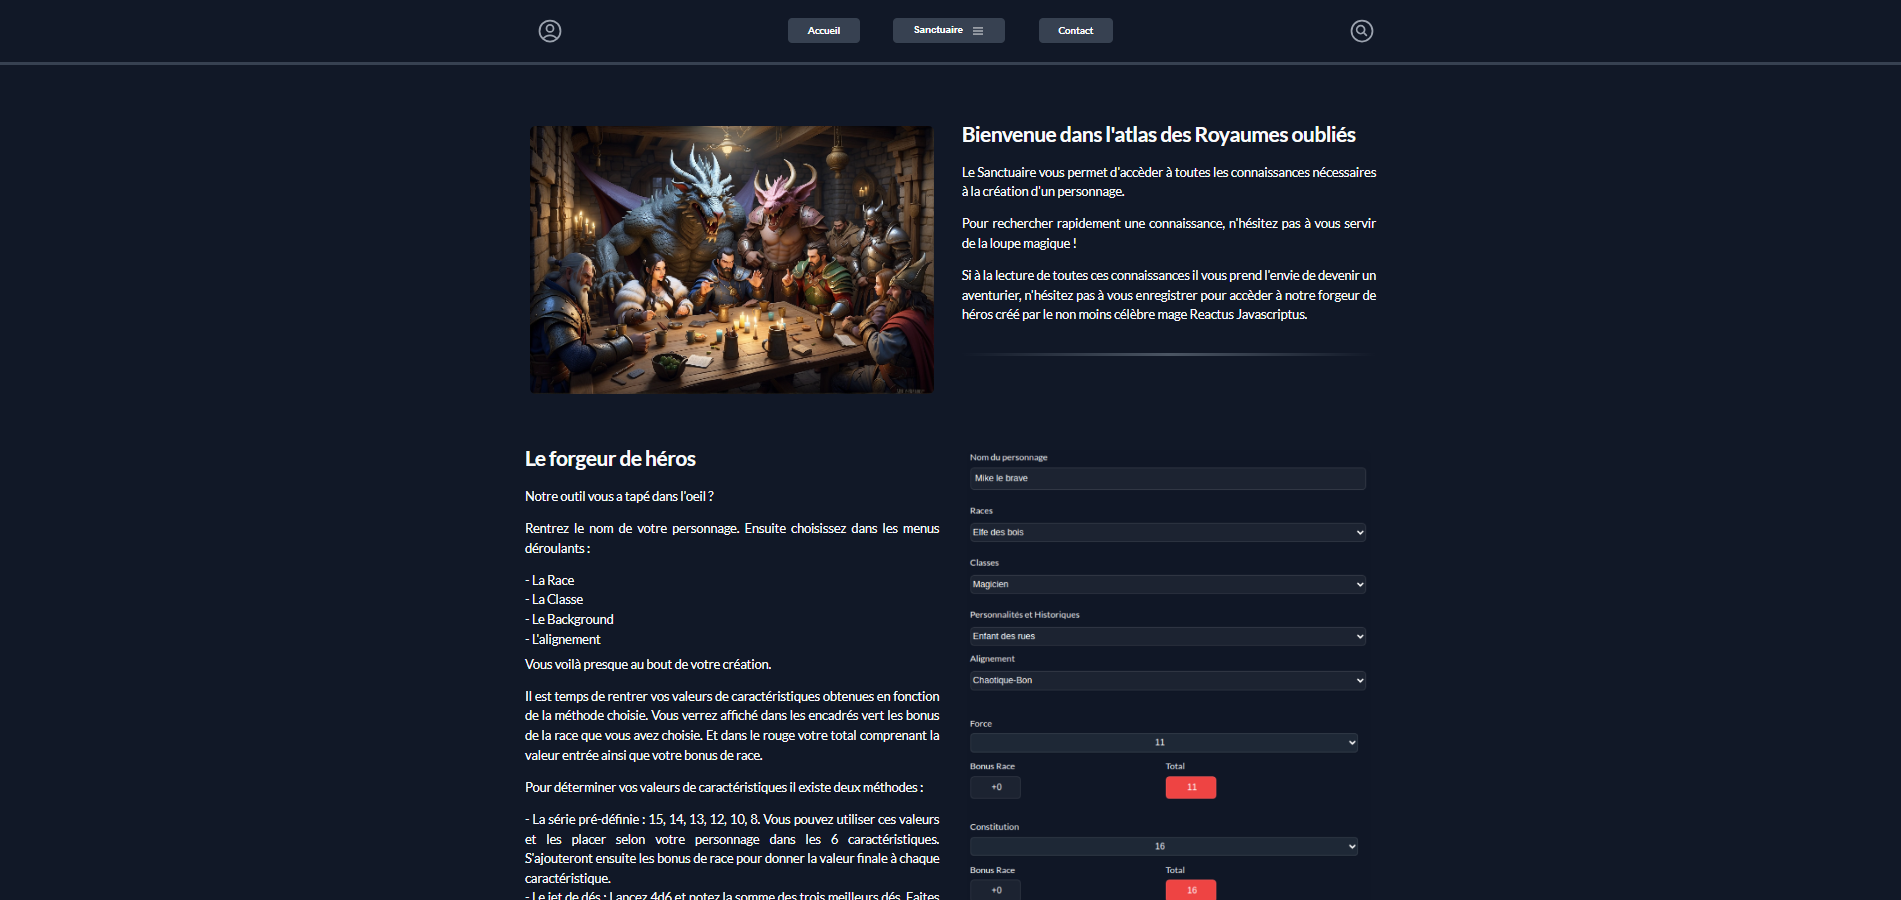 Accueil
Sanctuaire
Contact
Bienvenue dans l'atlas des Royaumes oubliés
Le Sanctuaire vous permet d'accèder à toutes les connaissances nécessaires
à la création d'un personnage.
Pour rechercher rapidement une connaissance, n'hésitez pas à vous servir
de la loupe magique !
Si à la lecture de toutes ces connaissances il vous prend l'envie de devenir un
aventurier, n'hésitez pas à vous enregistrer pour accèder à notre forgeur de
héros créé par le non moins célèbre mage Reactus Javascriptus.
Le forgeur de héros
Notre outil vous a tapé dans l'oeil ?
Rentrez le nom de votre personnage. Ensuite choisissez dans les menus
déroulants :
- La Race
- La Classe
- Le Background
- L'alignement
Vous voilà presque au bout de votre création.
Il est temps de rentrer vos valeurs de caractéristiques obtenues en fonction
de la méthode choisie. Vous verrez affiché dans les encadrés vert les bonus
de la race que vous avez choisie. Et dans le rouge votre total comprenant la
valeur entrée ainsi que votre bonus de race.
Pour déterminer vos valeurs de caractéristiques il existe deux méthodes :
- La série pré-définie : 15, 14, 13, 12, 10, 8. Vous pouvez utiliser ces valeurs
et les placer selon votre personnage dans les 6 caractéristiques.
S'ajouteront ensuite les bonus de race pour donner la valeur finale à chaque
caractéristique.
- Le jet de dés : Lancez 4d6 et notez la somme des trois meilleurs dés. Faites
Nom du personnage
Mike le brave
Races
Elfe des bois
Classes
Magicien
Personnalités et Historiques
Enfant des rues
Alignement
Chaotique-Bon
Force
11
Bonus Race
Total
+0
11
Constitution
16
Bonus Race
Total
+0
16